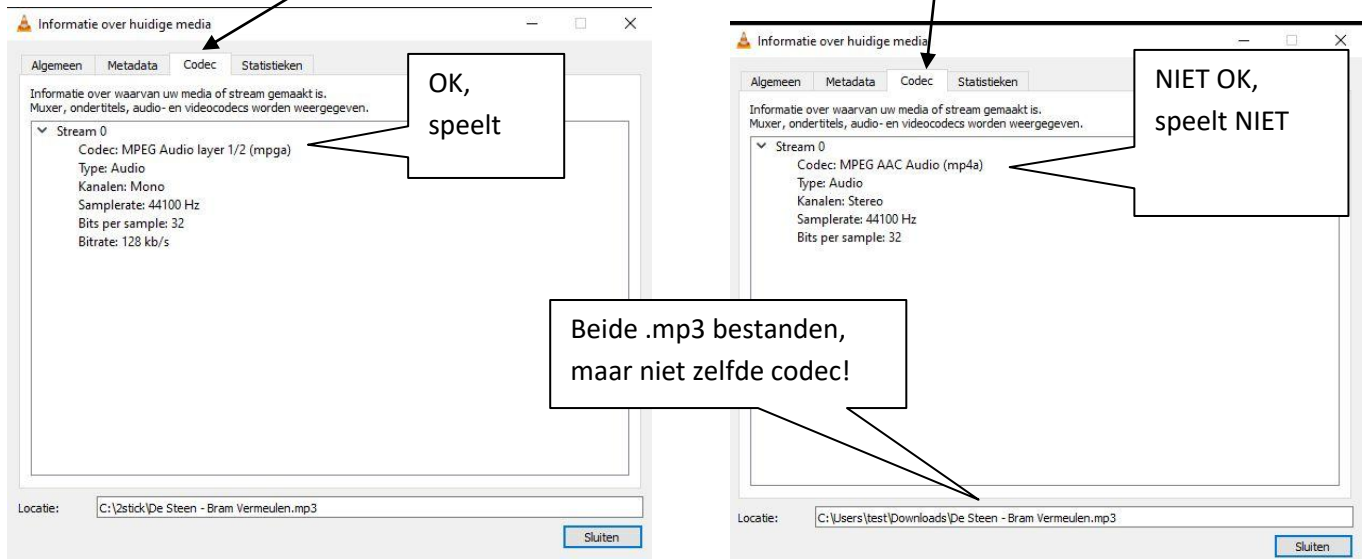 Informatie over huidige media
Algemeen Metadata Codec Statistieken
Informatie over waarvan uw media of stream gemaakt is.
Muxer, ondertitels, audio- en videocodecs worden weergegeven.
Stream 0
Codec: MPEG Audio layer 1/2 (mpga)
Type: Audio
Kanalen: Mono
Samplerate: 44100 Hz
Bits per sample: 32
Bitrate: 128 kb/s
OK,
speelt
Locatie: C:\2stick\De Steen - Bram Vermeulen.mp3
Sluiten
Informatie over huidige media
Algemeen Metadata Codec Statistieken
Informatie over waarvan uw media of stream gemaakt is.
Muxer, ondertitels, audio- en videocodecs worden weergegeven.
Stream 0
Codec: MPEG AAC Audio (mp4a)
Type: Audio
Kanalen: Stereo
Samplerate: 44100 Hz
Bits per sample: 32
NIET OK,
speelt NIET
Beide .mp3 bestanden,
maar niet zelfde codec!
Locatie: C:\Users\test\Downloads\De Steen - Bram Vermeulen.mp3
Sluiten